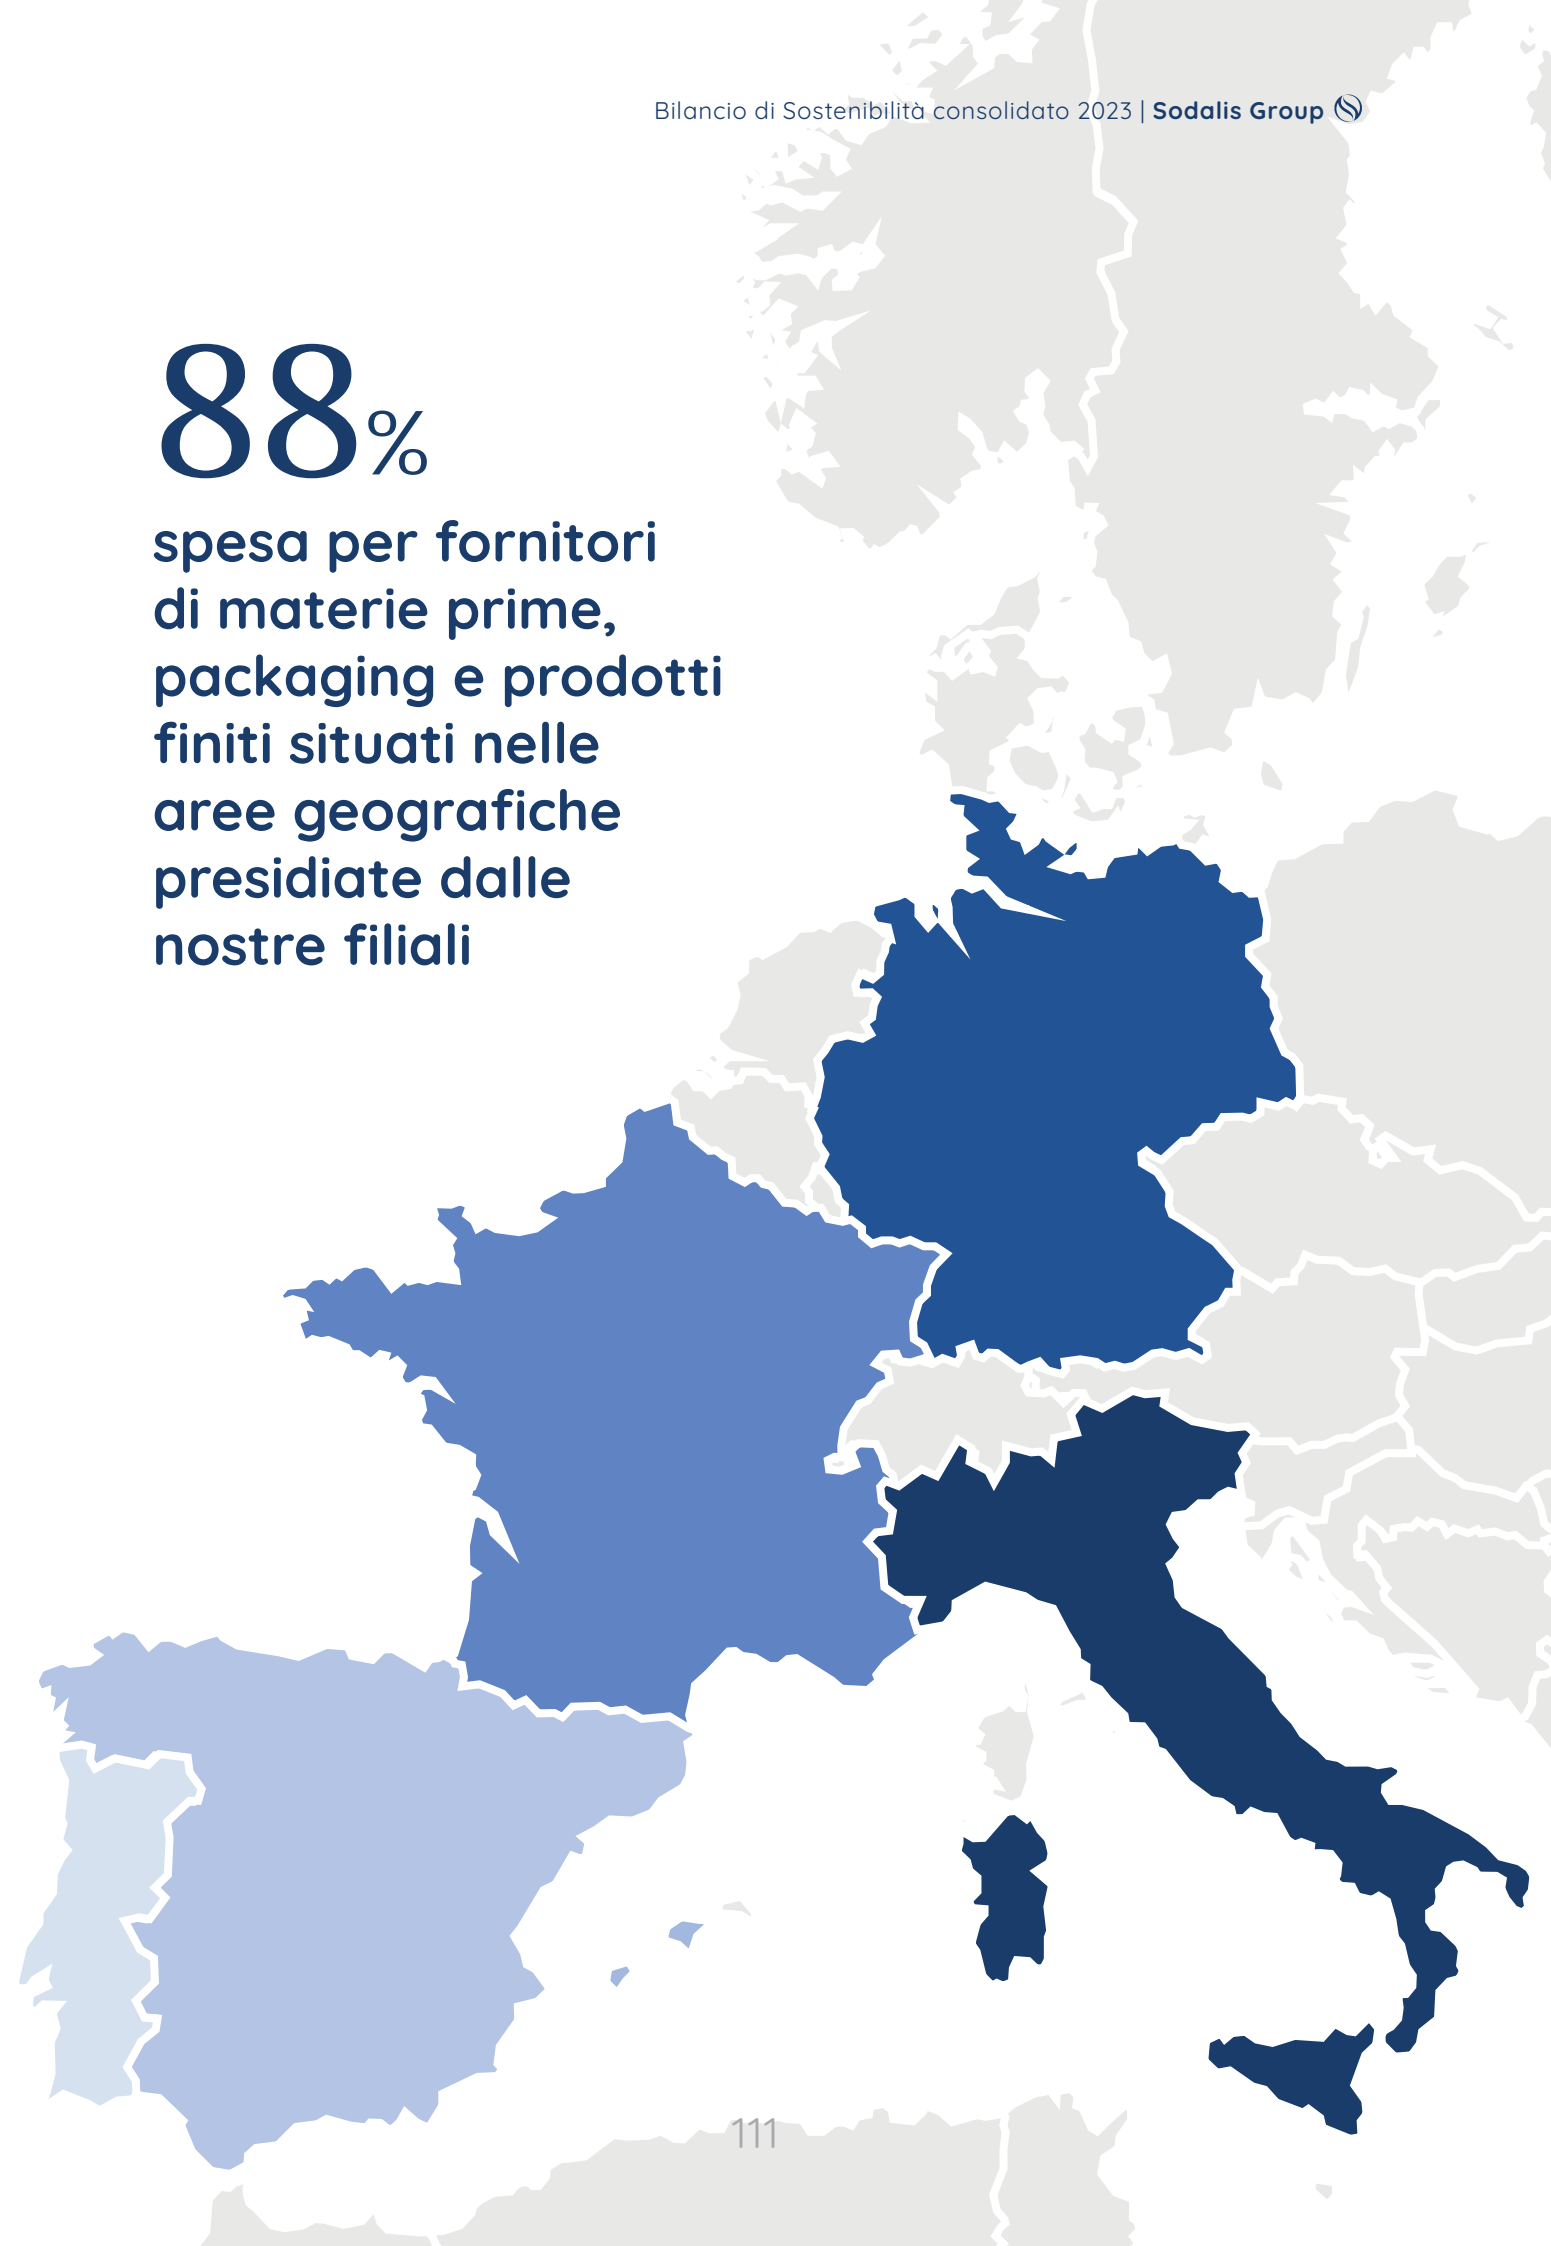 Bilancio di Sostenibilità consolidato 2023 | Sodalis Group
88%
spesa per fornitori
di materie prime,
packaging e prodotti
finiti situati nelle
aree geografiche
presidiate dalle
nostre filiali
111